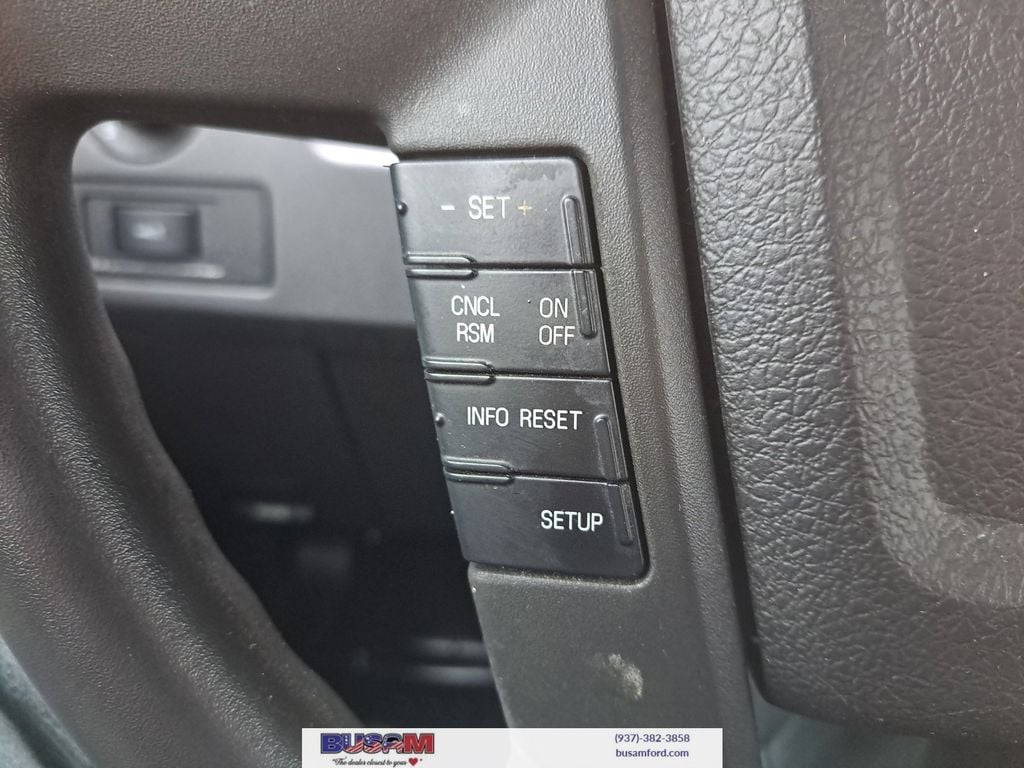 - SET +
CNCL ON
RSM OFF
INFO RESET
SETUP
BUSAM
"The dealer closest to your ❤"
(937)-382-3858
busamford.com